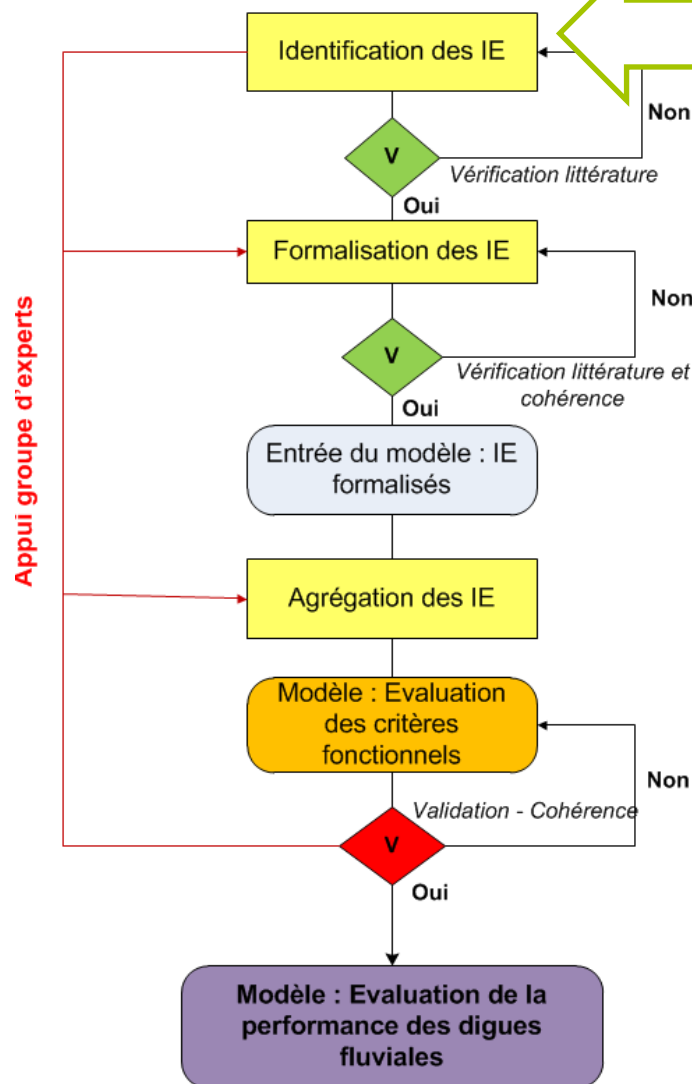 Identification des IE
Non
V
Vérification littérature
Oui
Formalisation des IE
Non
V
Vérification littérature et
cohérence
Oui
Entrée du modèle : IE
formalisés
Appui groupe d'experts
Agrégation des IE
Modèle : Evaluation
des critères
fonctionnels
Non
Validation - Cohérence
V
Oui
Modèle : Evaluation de la
performance des digues
fluviales